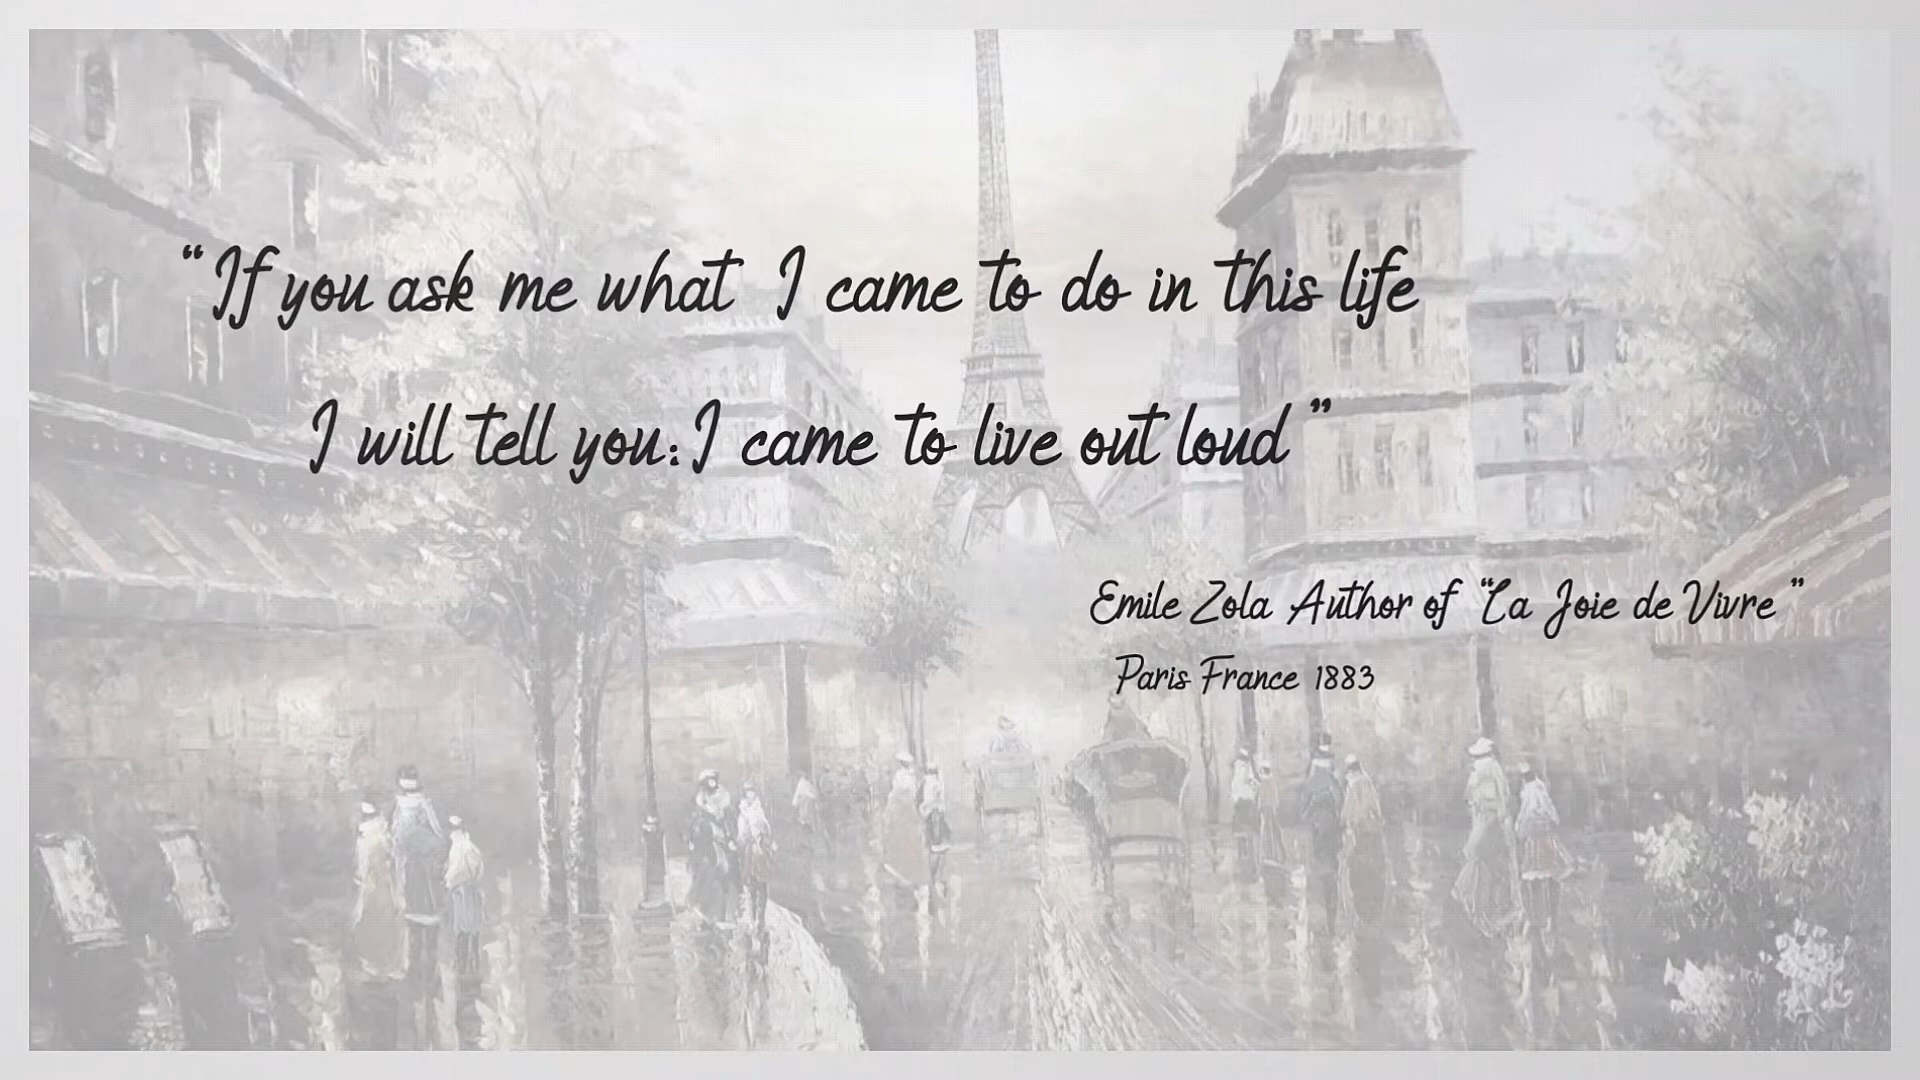 “If you ask me what I came to do in this life
I will tell you: I came to live out loud”
Emile Zola Author of “La Joie de Vivre”
Paris France 1883